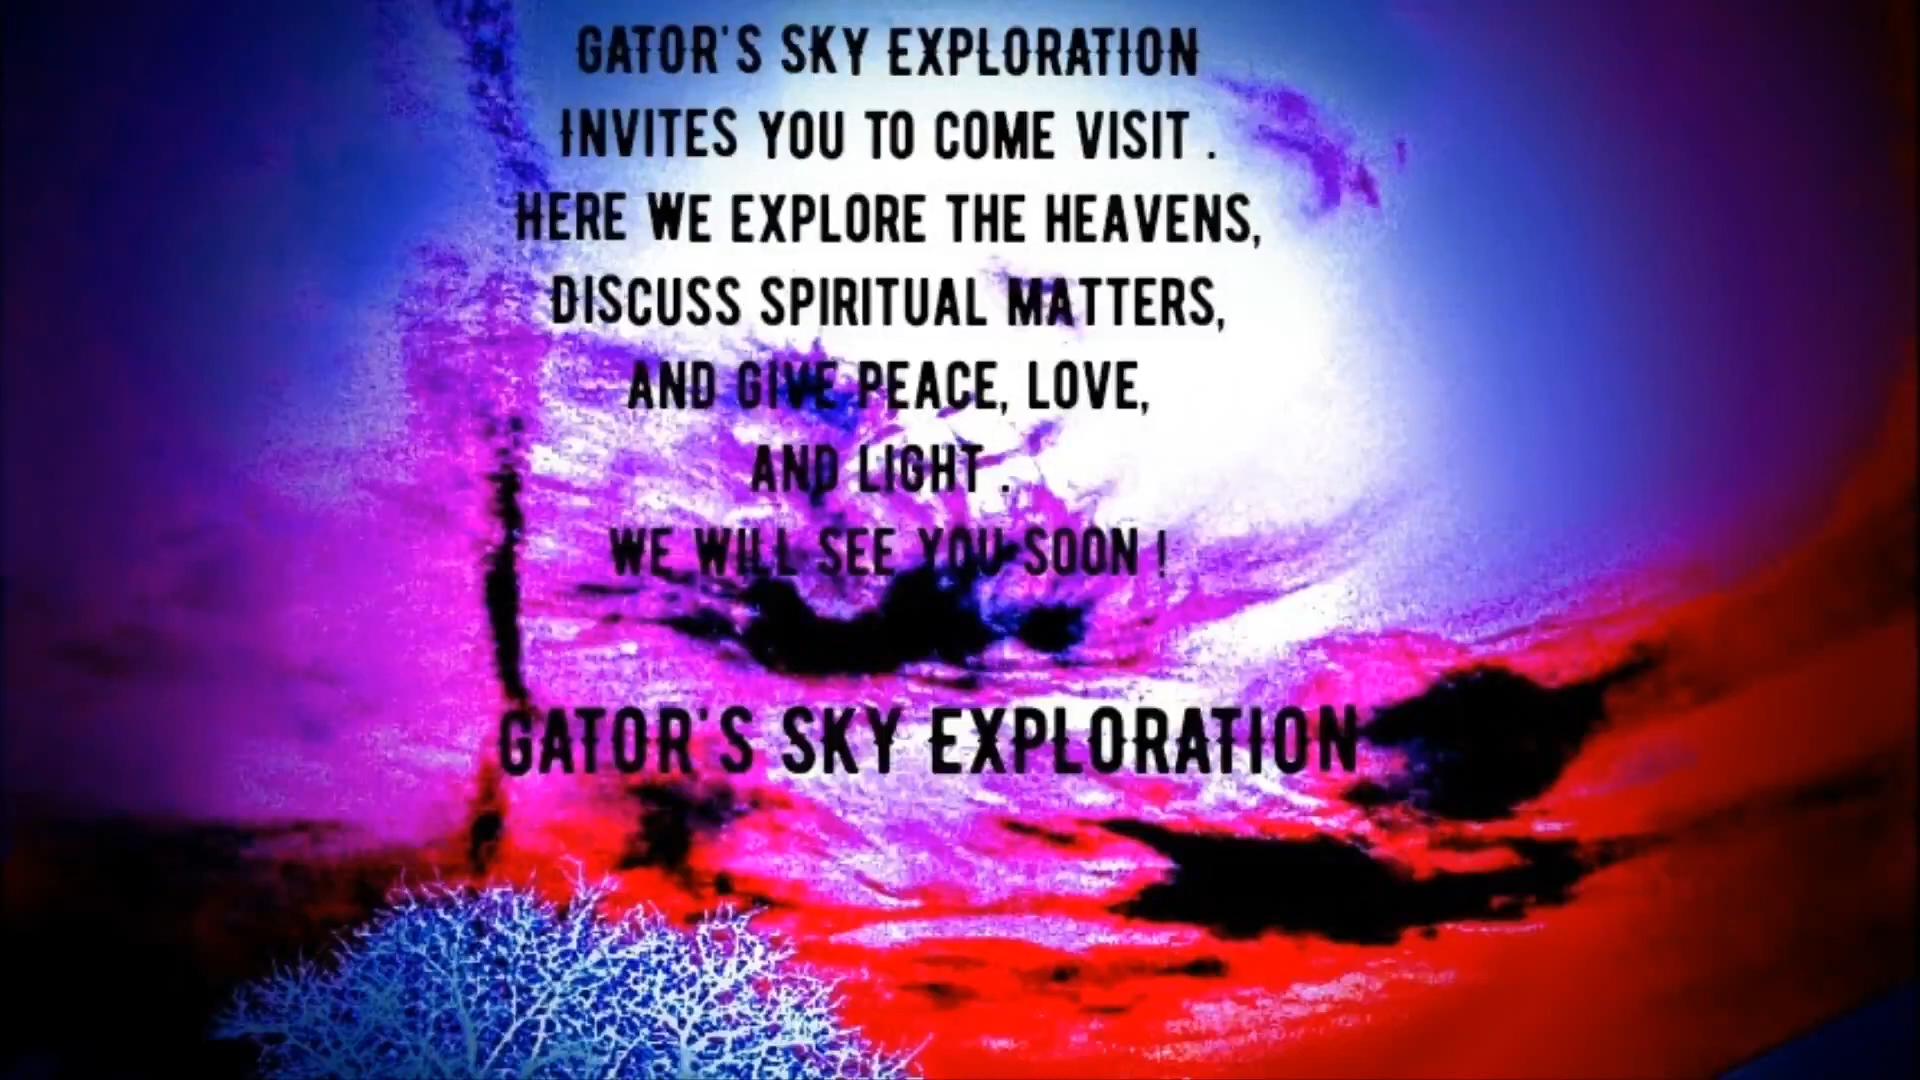 GATOR'S SKY EXPLORATION
INVITES YOU TO COME VISIT .
HERE WE EXPLORE THE HEAVENS,
DISCUSS SPIRITUAL MATTERS,
AND GIVE PEACE, LOVE,
AND LIGHT .
WE WILL SEE YOU SOON !
GATOR'S SKY EXPLORATION